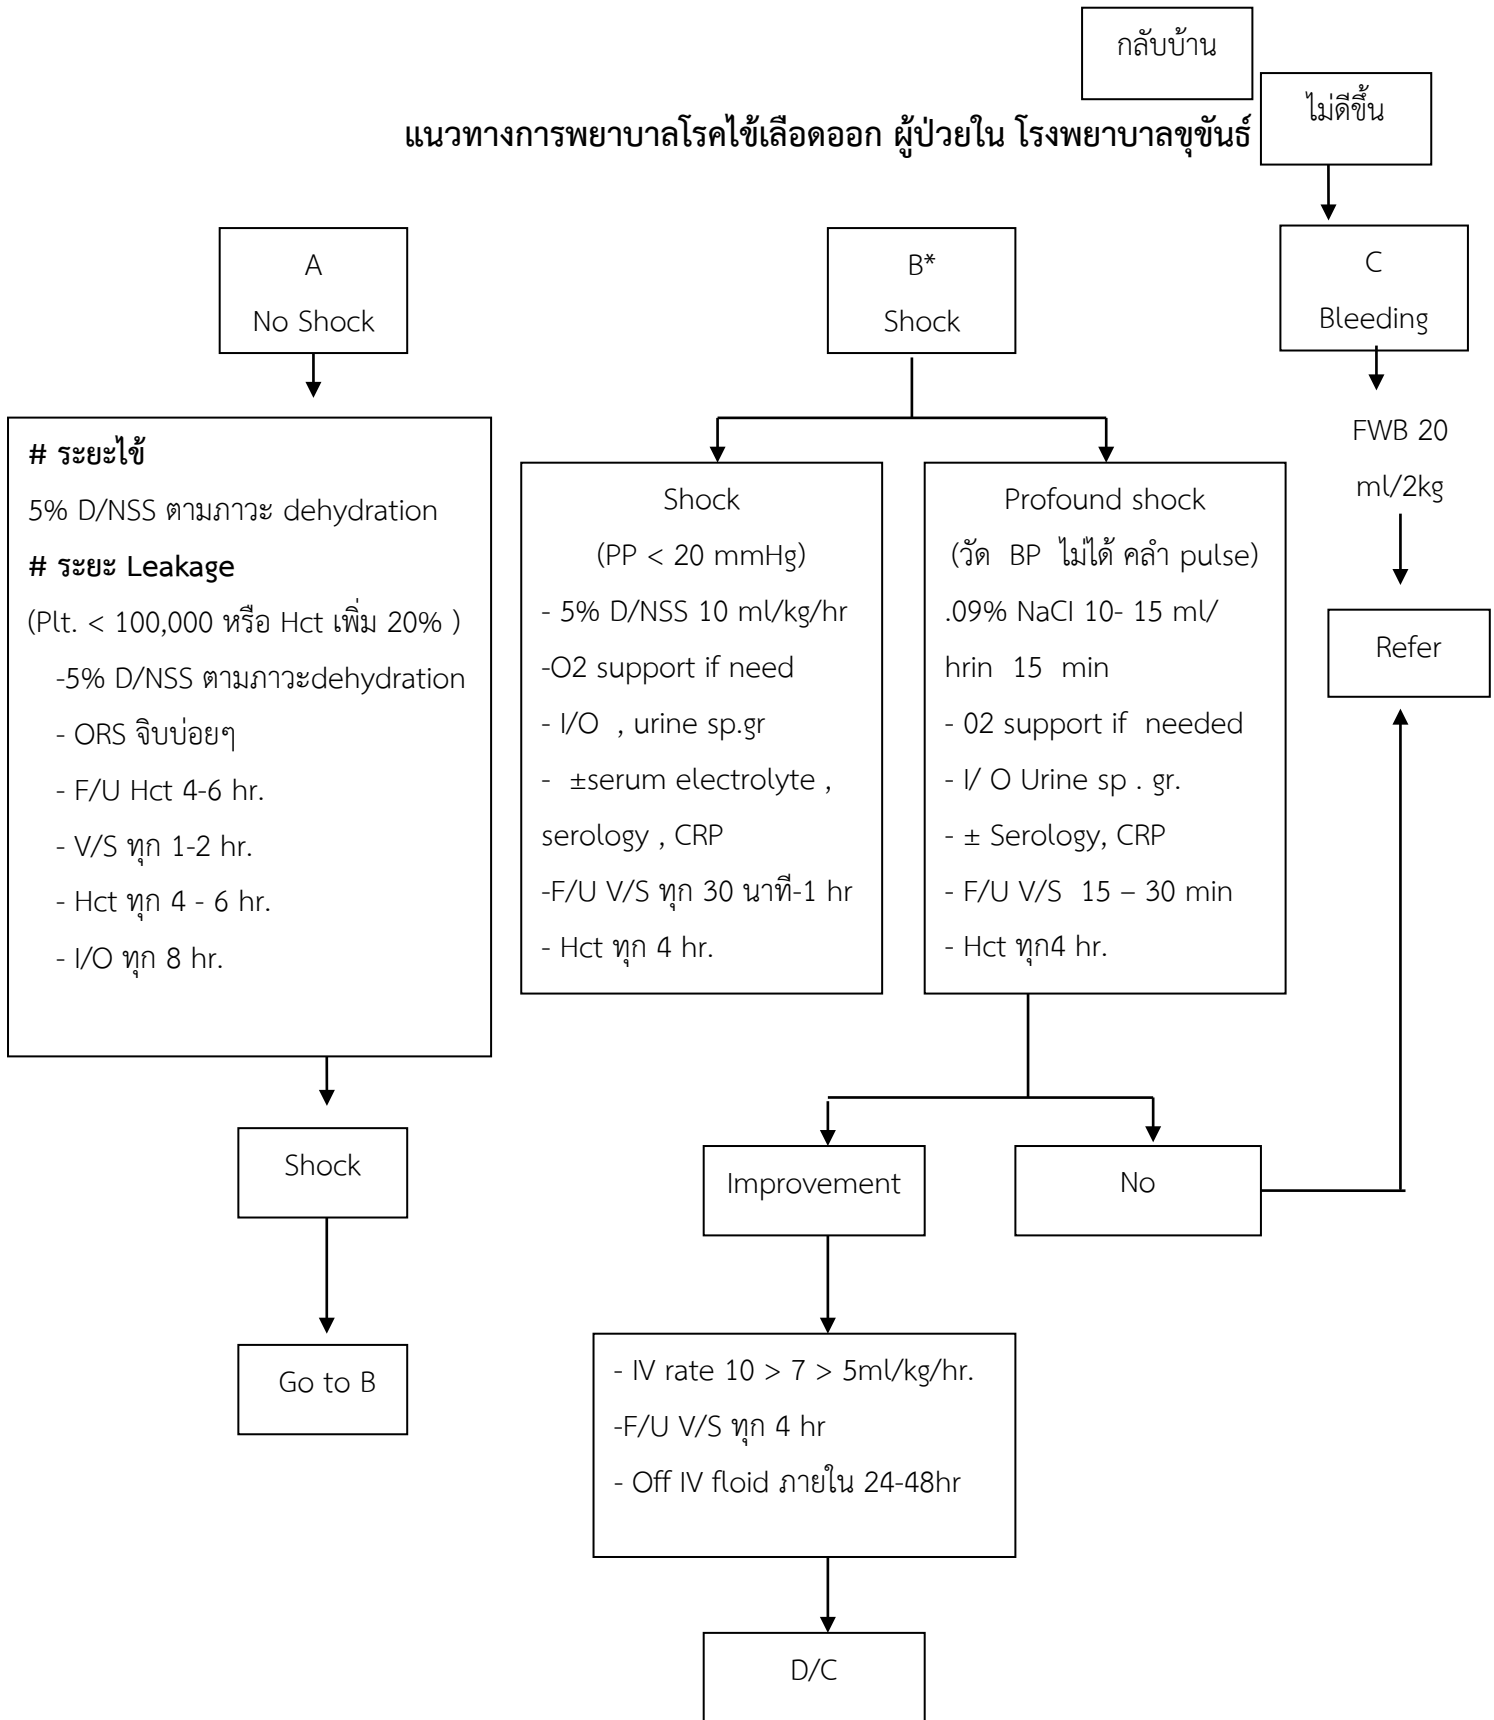 กลับบ้าน
ไม่ดีขึ้น
แนวทางการพยาบาลโรคไข้เลือดออก ผู้ป่วยใน โรงพยาบาลขุขันธ์
A
No Shock
B*
Shock
C
Bleeding
# ระยะไข้
5% D/NSS ตามภาวะ dehydration
# ระยะ Leakage
(Plt. < 100,000 หรือ Hct เพิ่ม 20% )
-5% D/NSS ตามภาวะdehydration
- ORS จิบบ่อยๆ
- F/U Hct 4-6 hr.
- V/S ทุก 1-2 hr.
- Hct ทุก 4 - 6 hr.
- I/O ทุก 8 hr.
Shock
(PP < 20 mmHg)
- 5% D/NSS 10 ml/kg/hr
-O2 support if need
- I/O , urine sp.gr
- ±serum electrolyte ,
serology , CRP
-F/U V/S ทุก 30 นาที-1 hr
- Hct ทุก 4 hr.
Profound shock
(วัด BP ไม่ได้ คลำ pulse)
.09% NaCl 10- 15 ml/
hrin 15 min
- 02 support if needed
- I/ O Urine sp . gr.
- ± Serology, CRP
- F/U V/S 15 – 30 min
- Hct ทุก4 hr.
FWB 20
ml/2kg
Refer
Shock
Go to B
Improvement
No
- IV rate 10 > 7 > 5ml/kg/hr.
-F/U V/S ทุก 4 hr
- Off IV floid ภายใน 24-48hr
D/C